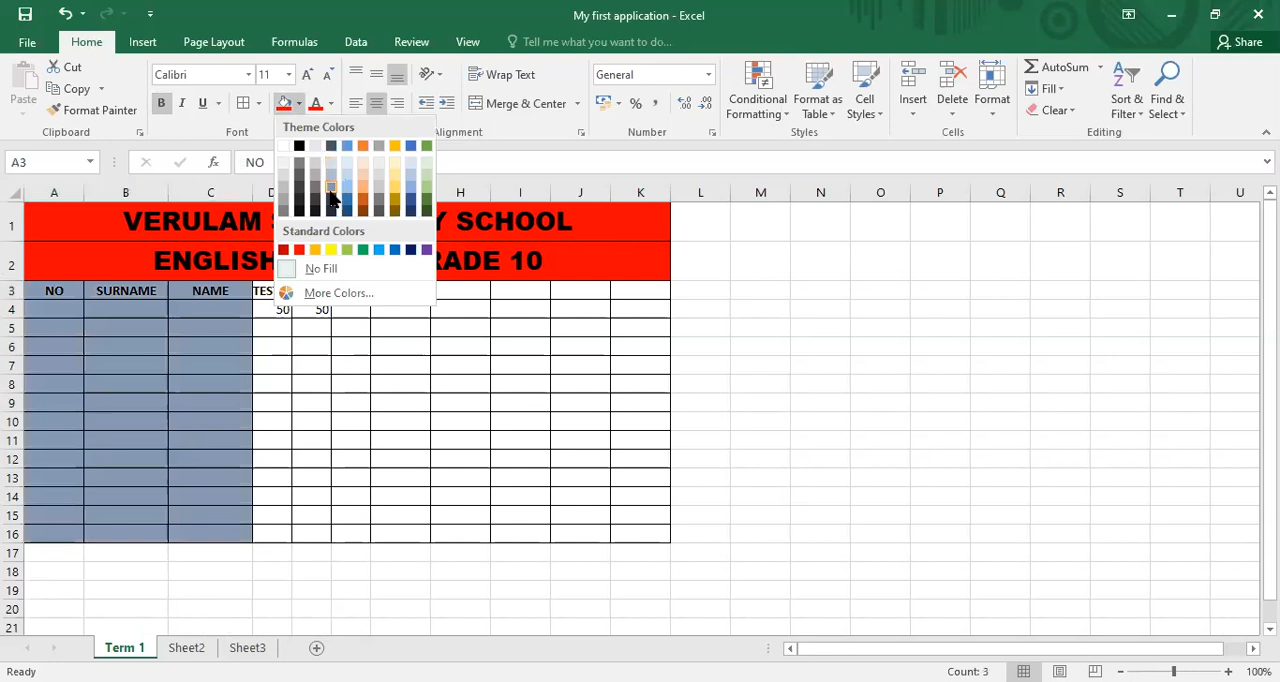 My first application - Excel
File Home Insert Page Layout Formulas Data Review View Tell me what you want to do... Share
Paste Cut Copy Format Painter
Clipboard
Calibri 11
B I U
Font
Wrap Text
Merge & Center
Alignment
General
% ,
Number
Conditional Formatting Format as Table Cell Styles
Styles
Insert Delete Format
Cells
AutoSum Fill Clear Sort & Filter Find & Select
Editing
Theme Colors
Standard Colors
No Fill
More Colors...
A3 fx NO
A B C D H I J K L M N O P Q R S T U
1 VERULAM S Y SCHOOL
2 ENGLISH RADE 10
3 NO SURNAME NAME TES
4 50 50
5
6
7
8
9
10
11
12
13
14
15
16
17
18
19
20
21
Term 1 Sheet2 Sheet3
Ready Count: 3 100%